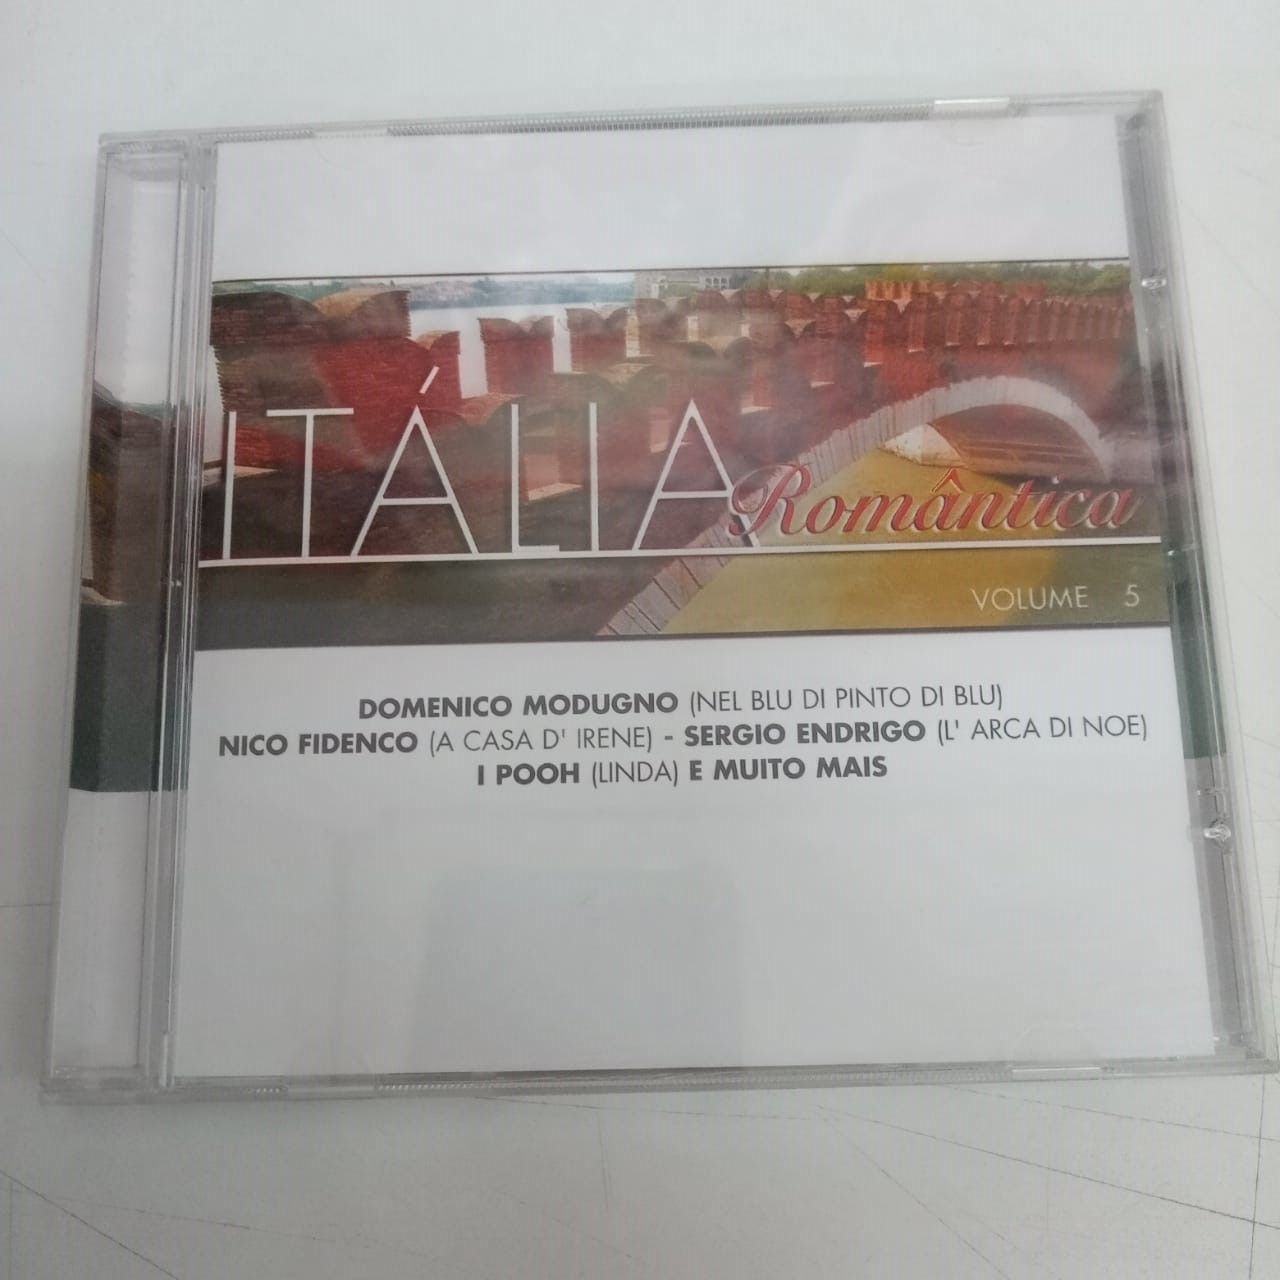 ITÁLIA Romântica
VOLUME 5
DOMENICO MODUGNO (NEL BLU DI PINTO DI BLU)
NICO FIDENCO (A CASA D' IRENE) - SERGIO ENDRIGO (L' ARCA DI NOE)
I POOH (LINDA) E MUITO MAIS